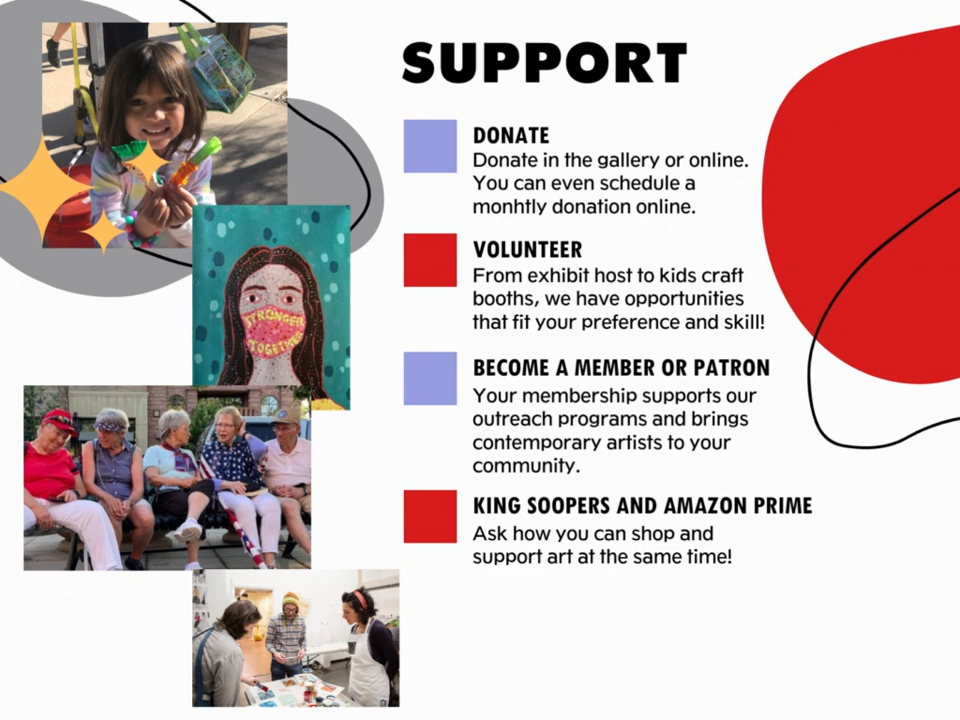 SUPPORT
DONATE
Donate in the gallery or online.
You can even schedule a
monhtly donation online.
VOLUNTEER
From exhibit host to kids craft
booths, we have opportunities
that fit your preference and skill!
STRONGER
TOGETHER
BECOME A MEMBER OR PATRON
Your membership supports our
outreach programs and brings
contemporary artists to your
community.
KING SOOPERS AND AMAZON PRIME
Ask how you can shop and
support art at the same time!